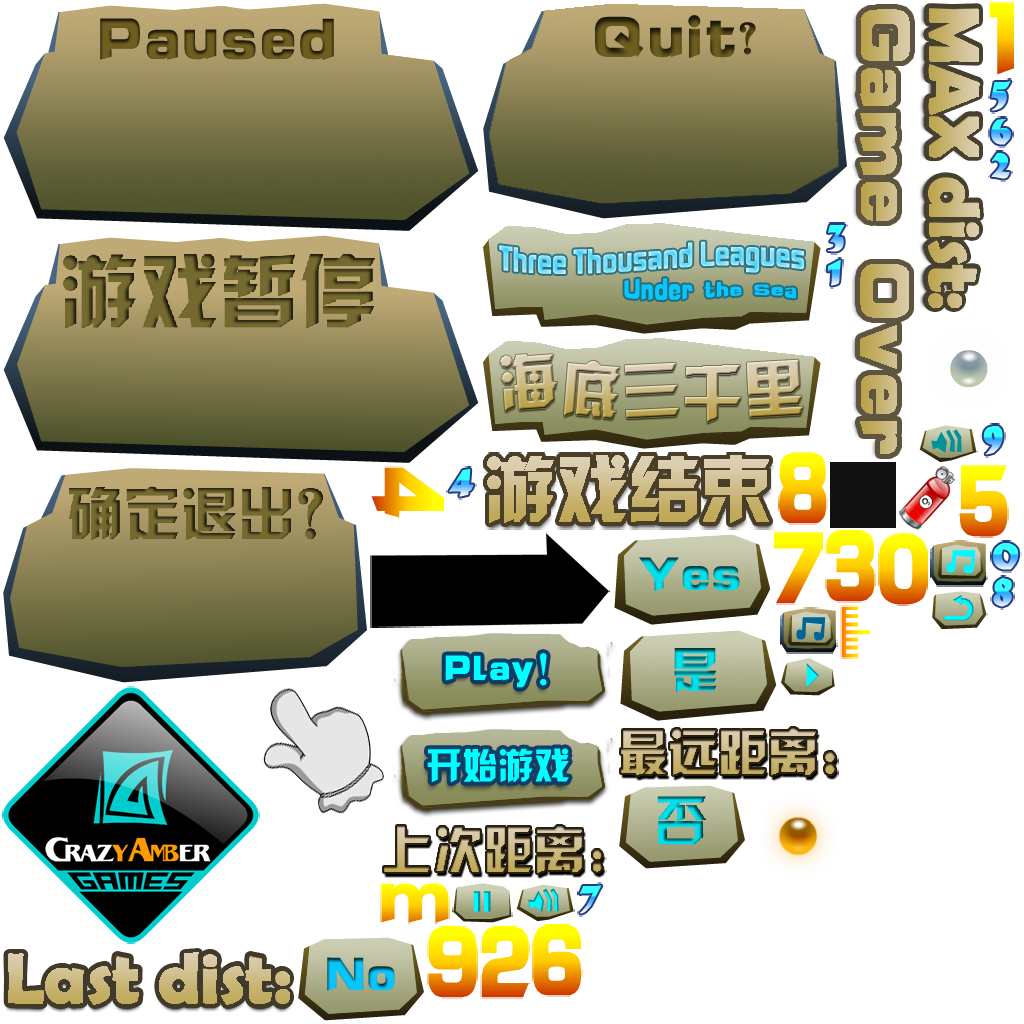 Paused
Quit?
Game Over
MAX dist:
1
5
6
2
游戏暂停
Three Thousand Leagues
Under the Sea
3
1
海底三千里
9
确定退出?
4
4
游戏结束
8
5
Yes
730
0
8
Play!
是
开始游戏
最远距离:
否
CRAZY AMBER
GAMES
上次距离:
m
7
Last dist:
No
926